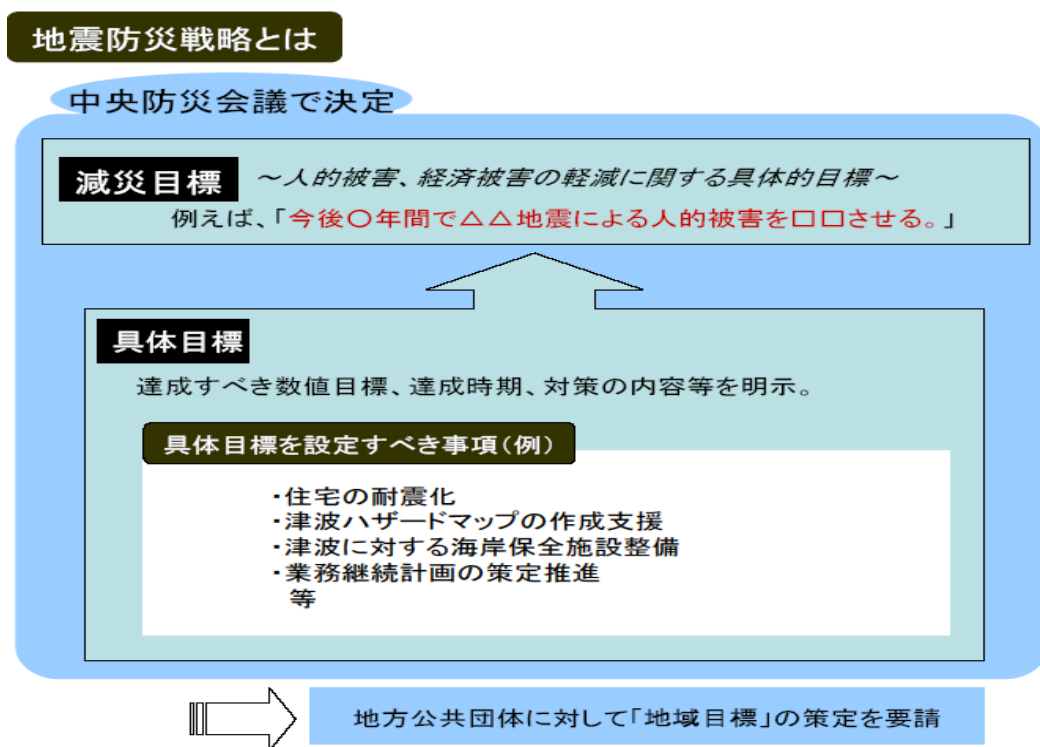 地震防災戦略とは
中央防災会議で決定
減災目標 ～人的被害、経済被害の軽減に関する具体的目標～
例えば、「今後〇年間で△△地震による人的被害を□□させる。」
具体目標
達成すべき数値目標、達成時期、対策の内容等を明示。
具体目標を設定すべき事項(例)
・住宅の耐震化
・津波ハザードマップの作成支援
・津波に対する海岸保全施設整備
・業務継続計画の策定推進
等
地方公共団体に対して「地域目標」の策定を要請